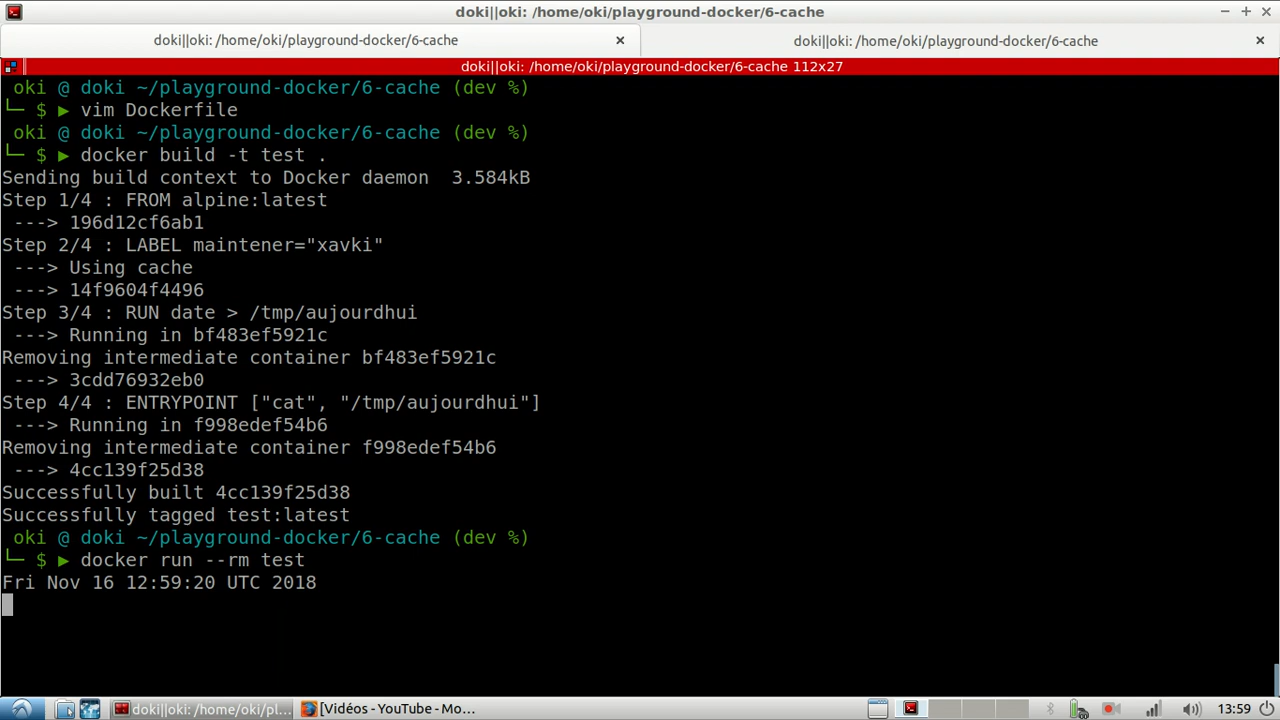 doki||oki: /home/oki/playground-docker/6-cache
doki||oki: /home/oki/playground-docker/6-cache
doki||oki: /home/oki/playground-docker/6-cache
doki||oki: /home/oki/playground-docker/6-cache 112x27
oki @ doki ~/playground-docker/6-cache (dev %)
└─ $ ▶ vim Dockerfile
oki @ doki ~/playground-docker/6-cache (dev %)
└─ $ ▶ docker build -t test .
Sending build context to Docker daemon  3.584kB
Step 1/4 : FROM alpine:latest
---> 196d12cf6ab1
Step 2/4 : LABEL maintener="xavki"
---> Using cache
---> 14f9604f4496
Step 3/4 : RUN date > /tmp/aujourdhui
---> Running in bf483ef5921c
Removing intermediate container bf483ef5921c
---> 3cdd76932eb0
Step 4/4 : ENTRYPOINT ["cat", "/tmp/aujourdhui"]
---> Running in f998edef54b6
Removing intermediate container f998edef54b6
---> 4cc139f25d38
Successfully built 4cc139f25d38
Successfully tagged test:latest
oki @ doki ~/playground-docker/6-cache (dev %)
└─ $ ▶ docker run --rm test
Fri Nov 16 12:59:20 UTC 2018
doki||oki: /home/oki/pl...
[Vidéos - YouTube - Mo...
13:59